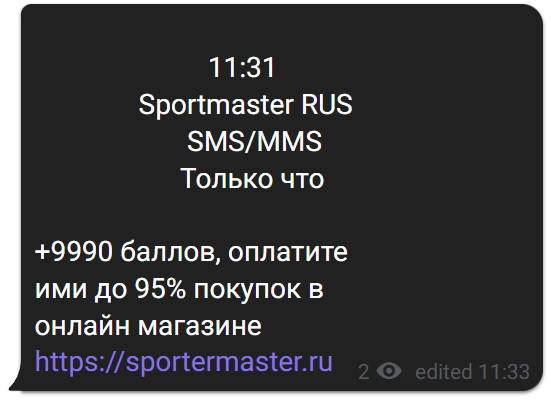 11:31
Sportmaster RUS
SMS/MMS
Только что
+9990 баллов, оплатите
ими до 95% покупок в
онлайн магазине
https://sportermaster.ru
2 edited 11:33